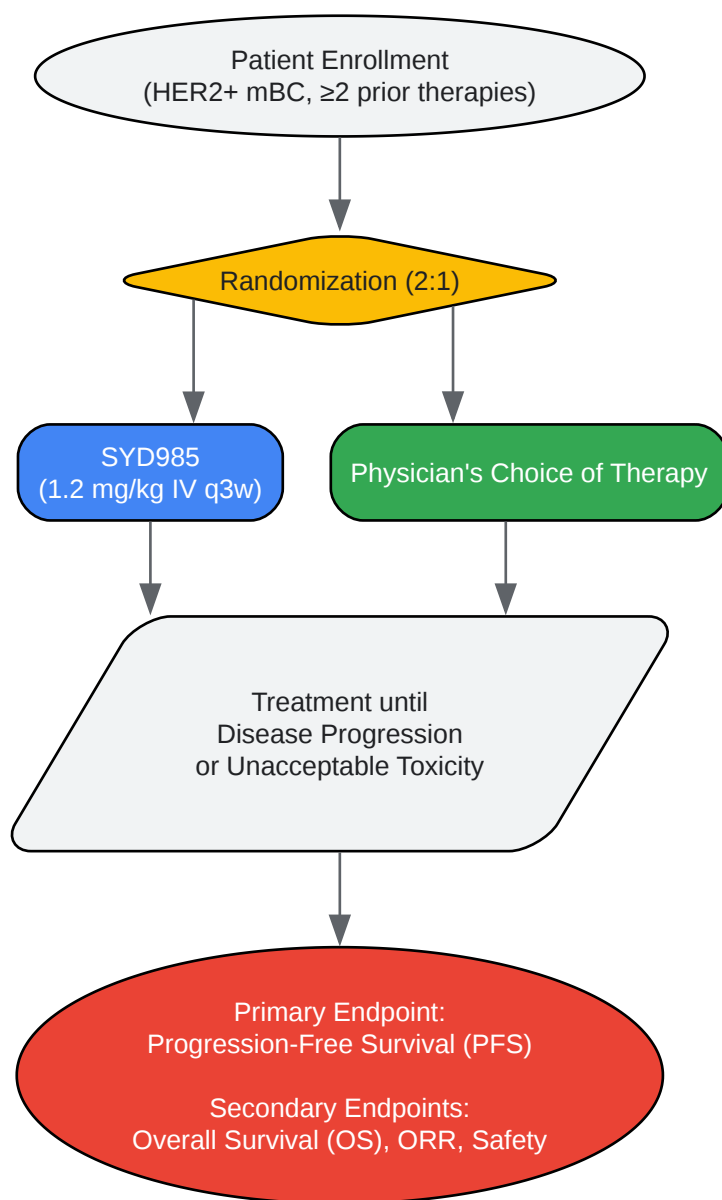 Patient Enrollment
(HER2+ mBC, ≥2 prior therapies)
Randomization (2:1)
SYD985
(1.2 mg/kg IV q3w)
Physician's Choice of Therapy
Treatment until
Disease Progression
or Unacceptable Toxicity
Primary Endpoint:
Progression-Free Survival (PFS)
Secondary Endpoints:
Overall Survival (OS), ORR, Safety